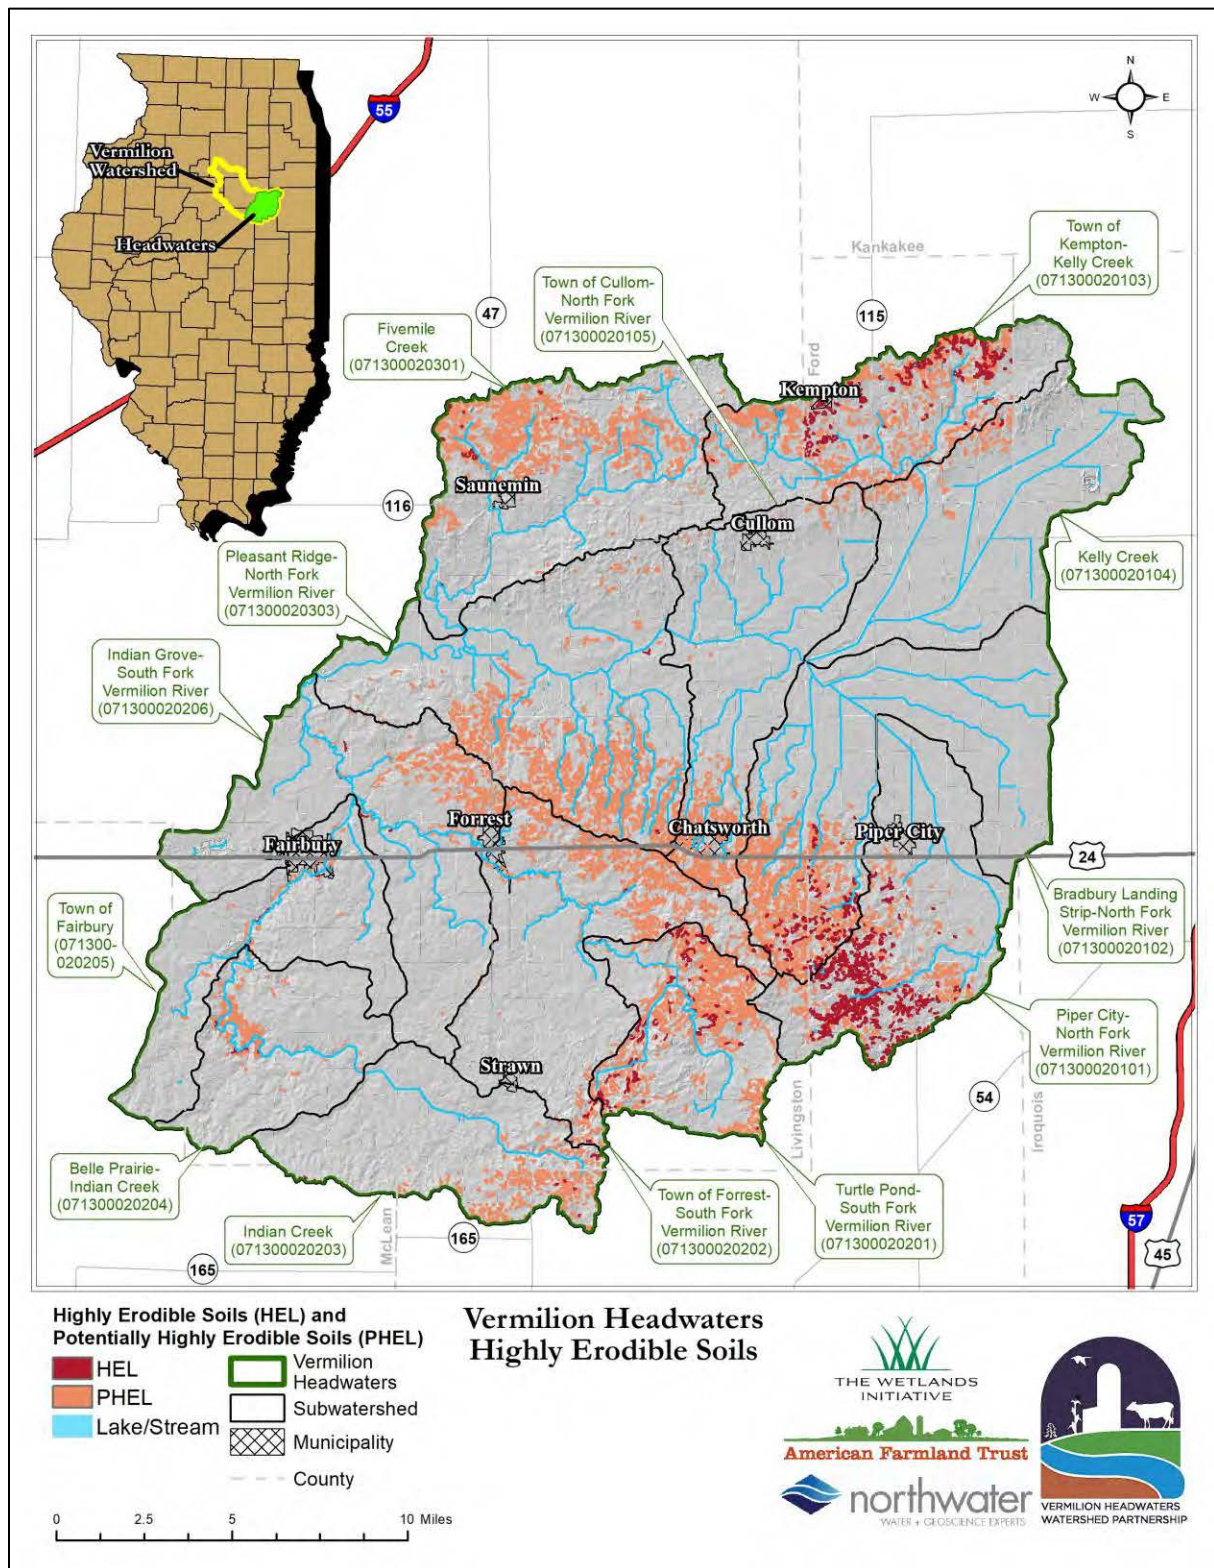 55
Vermilion
Watershed
Headwaters
N
W
E
S
Kankakee
Town of
Kempton-
Kelly Creek
(071300020103)
Town of Cullom-
North Fork
Vermilion River
(071300020105)
47
115
Fivemile
Creek
(071300020301)
Ford
Kempton
Saunemin
116
Cullom
Pleasant Ridge-
North Fork
Vermilion River
(071300020303)
Kelly Creek
(071300020104)
Indian Grove-
South Fork
Vermilion River
(071300020206)
Forrest
Chatsworth
Piper City
Fairbury
24
Town of
Fairbury
(071300-
020205)
Bradbury Landing
Strip-North Fork
Vermilion River
(071300020102)
Piper City-
North Fork
Vermilion River
(071300020101)
Strawn
54
Livingston
Iroquois
Belle Prairie-
Indian Creek
(071300020204)
Indian Creek
(071300020203)
McLean
165
165
Town of Forrest-
South Fork
Vermilion River
(071300020202)
Turtle Pond-
South Fork
Vermilion River
(071300020201)
57
45
Highly Erodible Soils (HEL) and
Potentially Highly Erodible Soils (PHEL)
HEL
PHEL
Lake/Stream
Vermilion
Headwaters
Subwatershed
Municipality
County
0 2.5 5 10 Miles
Vermilion Headwaters
Highly Erodible Soils
THE WETLANDS
INITIATIVE
American Farmland Trust
northwater
WATER + GEOSCIENCE EXPERTS
VERMILION HEADWATERS
WATERSHED PARTNERSHIP